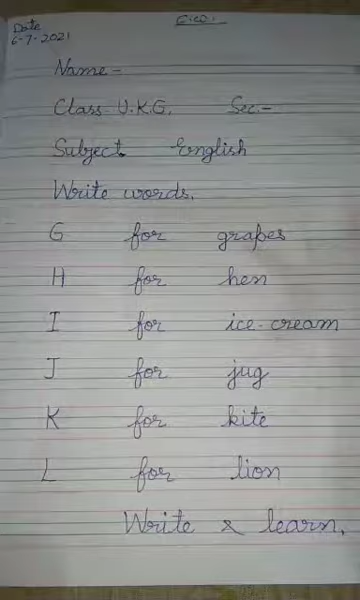 C.W.
Date
6-7-2021
Name-
Class U.K.G. Sec-
Subject English
Write words.
G for grapes
H for hen
I for ice-cream
J for jug
K for kite
L for lion
Write & learn.